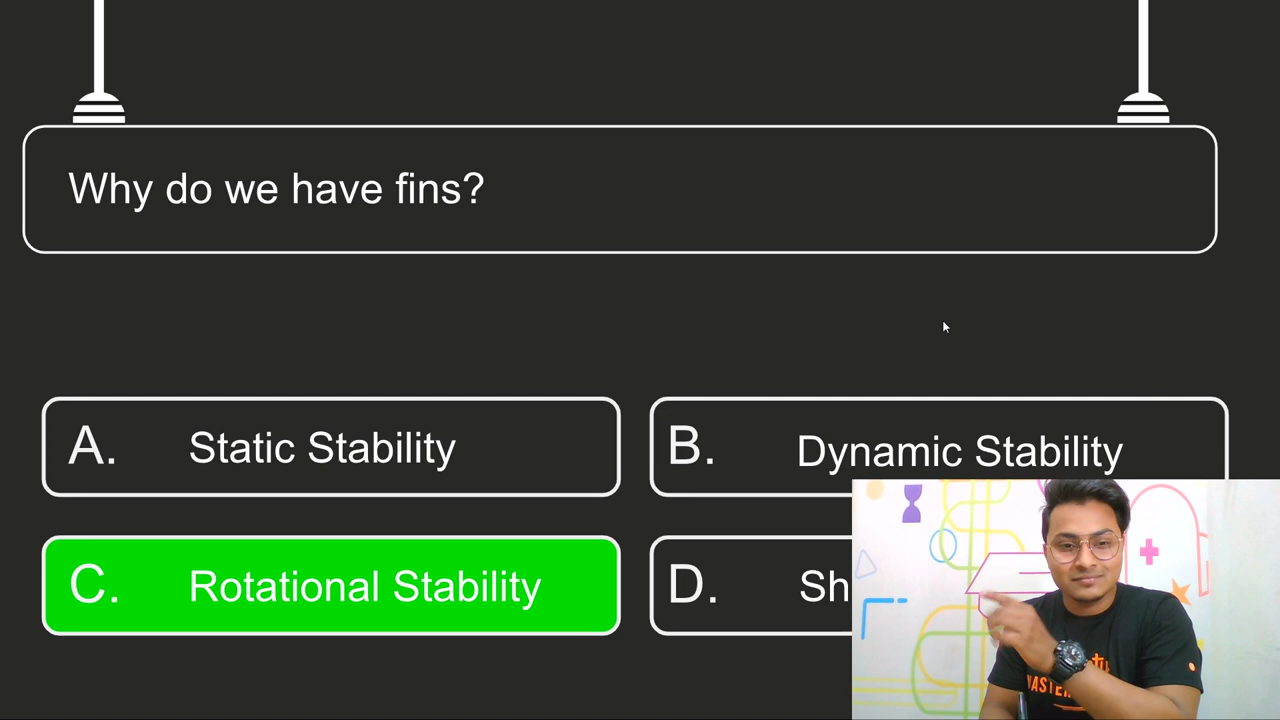 Why do we have fins?
A. Static Stability
B. Dynamic Stability
C. Rotational Stability
D.